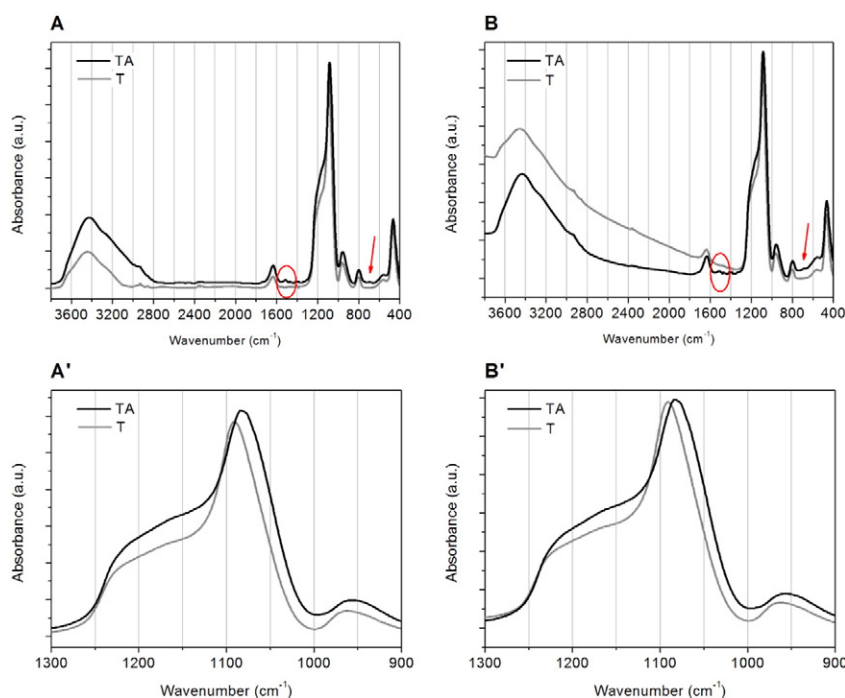 A
TA
T
Absorbance (a.u.)
3600 3200 2800 2400 2000 1600 1200 800 400
Wavenumber (cm⁻¹)
B
TA
T
Absorbance (a.u.)
3600 3200 2800 2400 2000 1600 1200 800 400
Wavenumber (cm⁻¹)
A'
TA
T
Absorbance (a.u.)
1300 1200 1100 1000 900
Wavenumber (cm⁻¹)
B'
TA
T
Absorbance (a.u.)
1300 1200 1100 1000 900
Wavenumber (cm⁻¹)